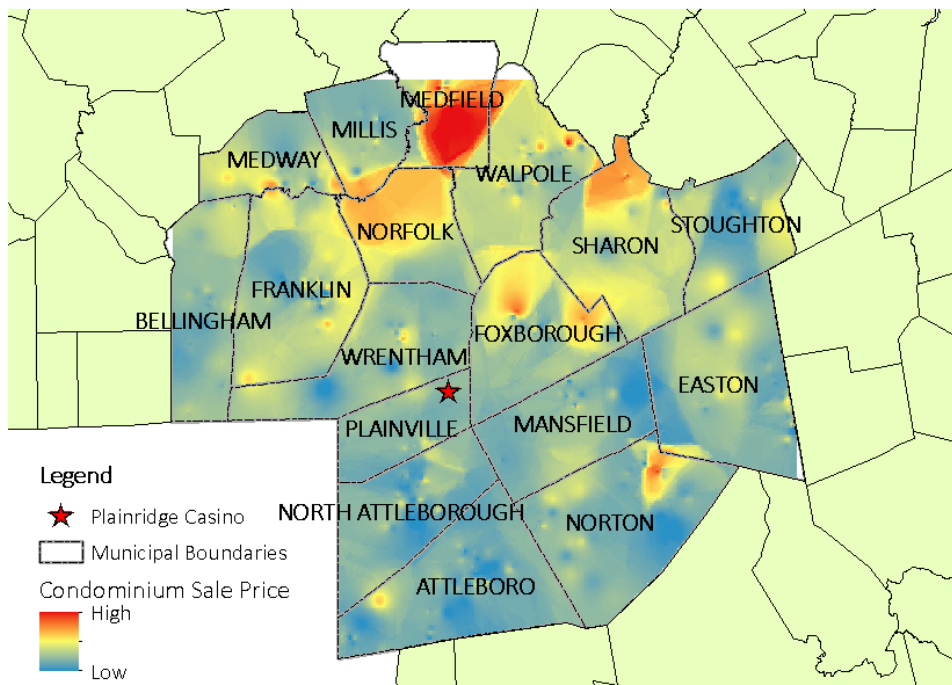 MEDFIELD
MILLIS
MEDWAY
WALPOLE
NORFOLK
SHARON
STOUGHTON
FRANKLIN
BELLINGHAM
FOXBOROUGH
WRENTHAM
EASTON
PLAINVILLE
MANSFIELD
NORTH ATTLEBOROUGH
NORTON
ATTLEBORO
Legend
Plainridge Casino
Municipal Boundaries
Condominium Sale Price
High
Low